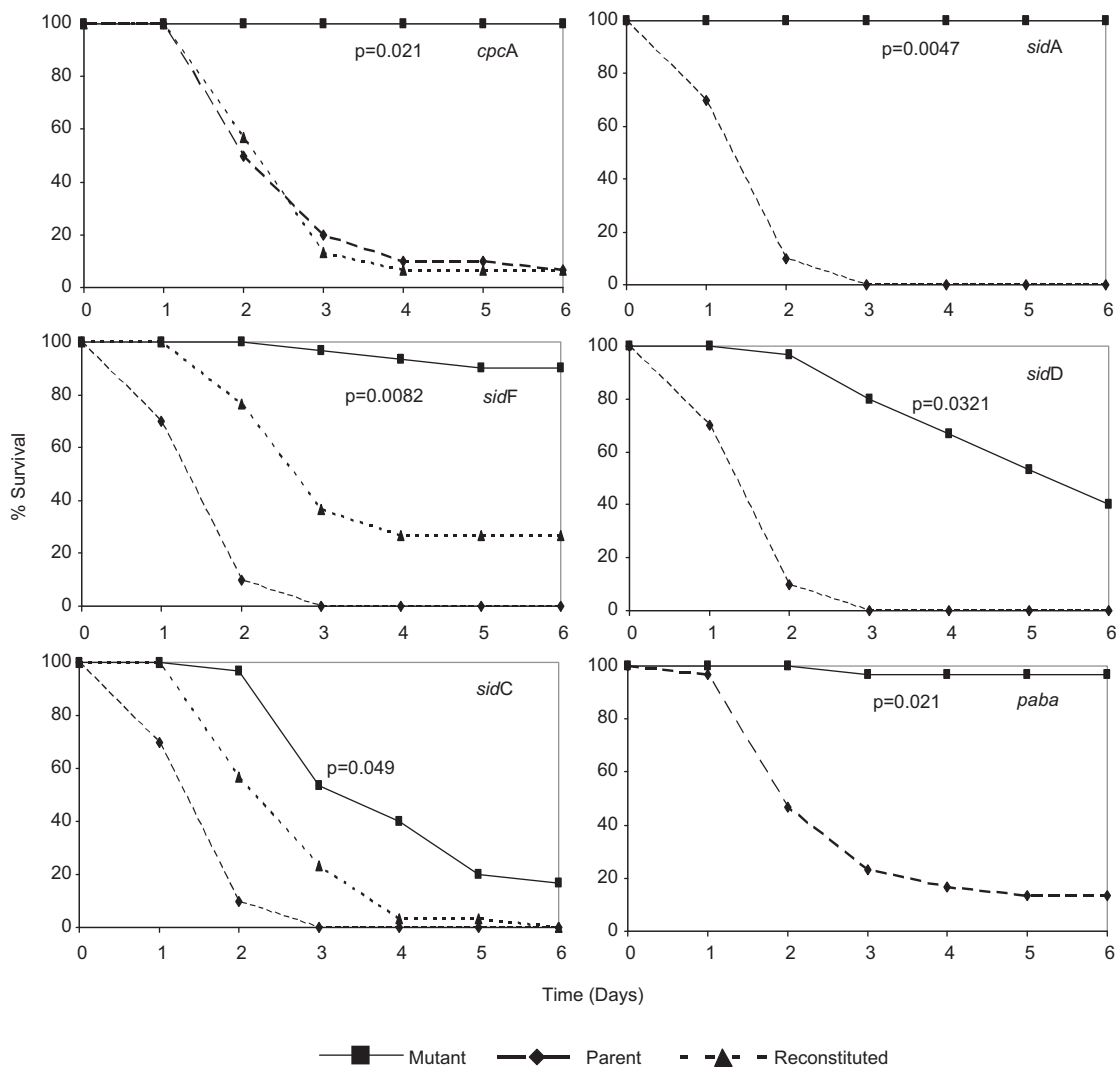 100
80
60
40
20
0
0 1 2 3 4 5 6
p=0.021 cpcA
100
80
60
40
20
0
0 1 2 3 4 5 6
p=0.0047 sidA
100
80
60
40
20
0
0 1 2 3 4 5 6
p=0.0082 sidF
100
80
60
40
20
0
0 1 2 3 4 5 6
sidD
p=0.0321
% Survival
100
80
60
40
20
0
0 1 2 3 4 5 6
sidC
p=0.049
100
80
60
40
20
0
0 1 2 3 4 5 6
p=0.021 paba
Time (Days)
Mutant Parent Reconstituted